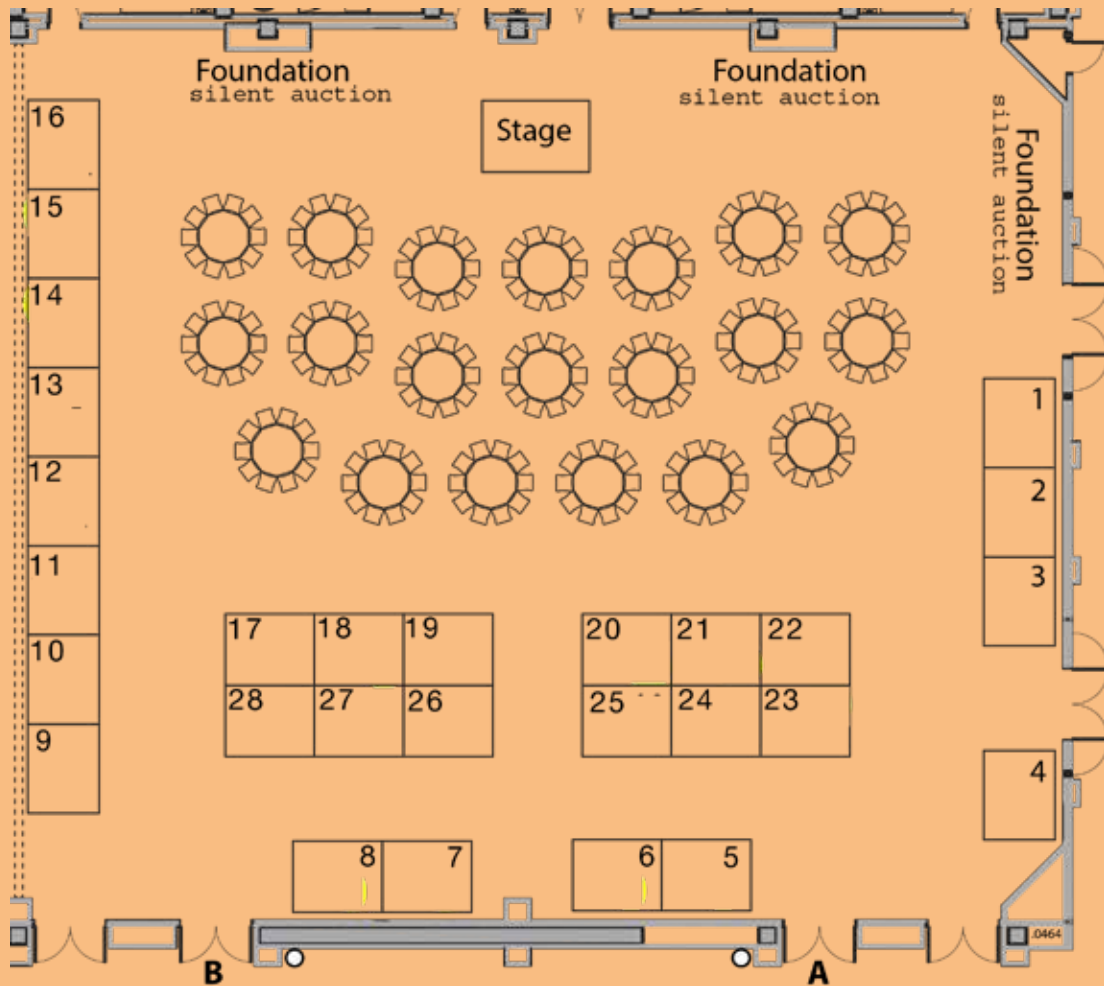 Foundation
silent auction
Foundation
silent auction
Foundation
silent auction
Stage
16
15
14
13
12
11
10
9
1
2
3
4
17 18 19
28 27 26
20 21 22
25 24 23
8 7
6 5
.0464
B
A